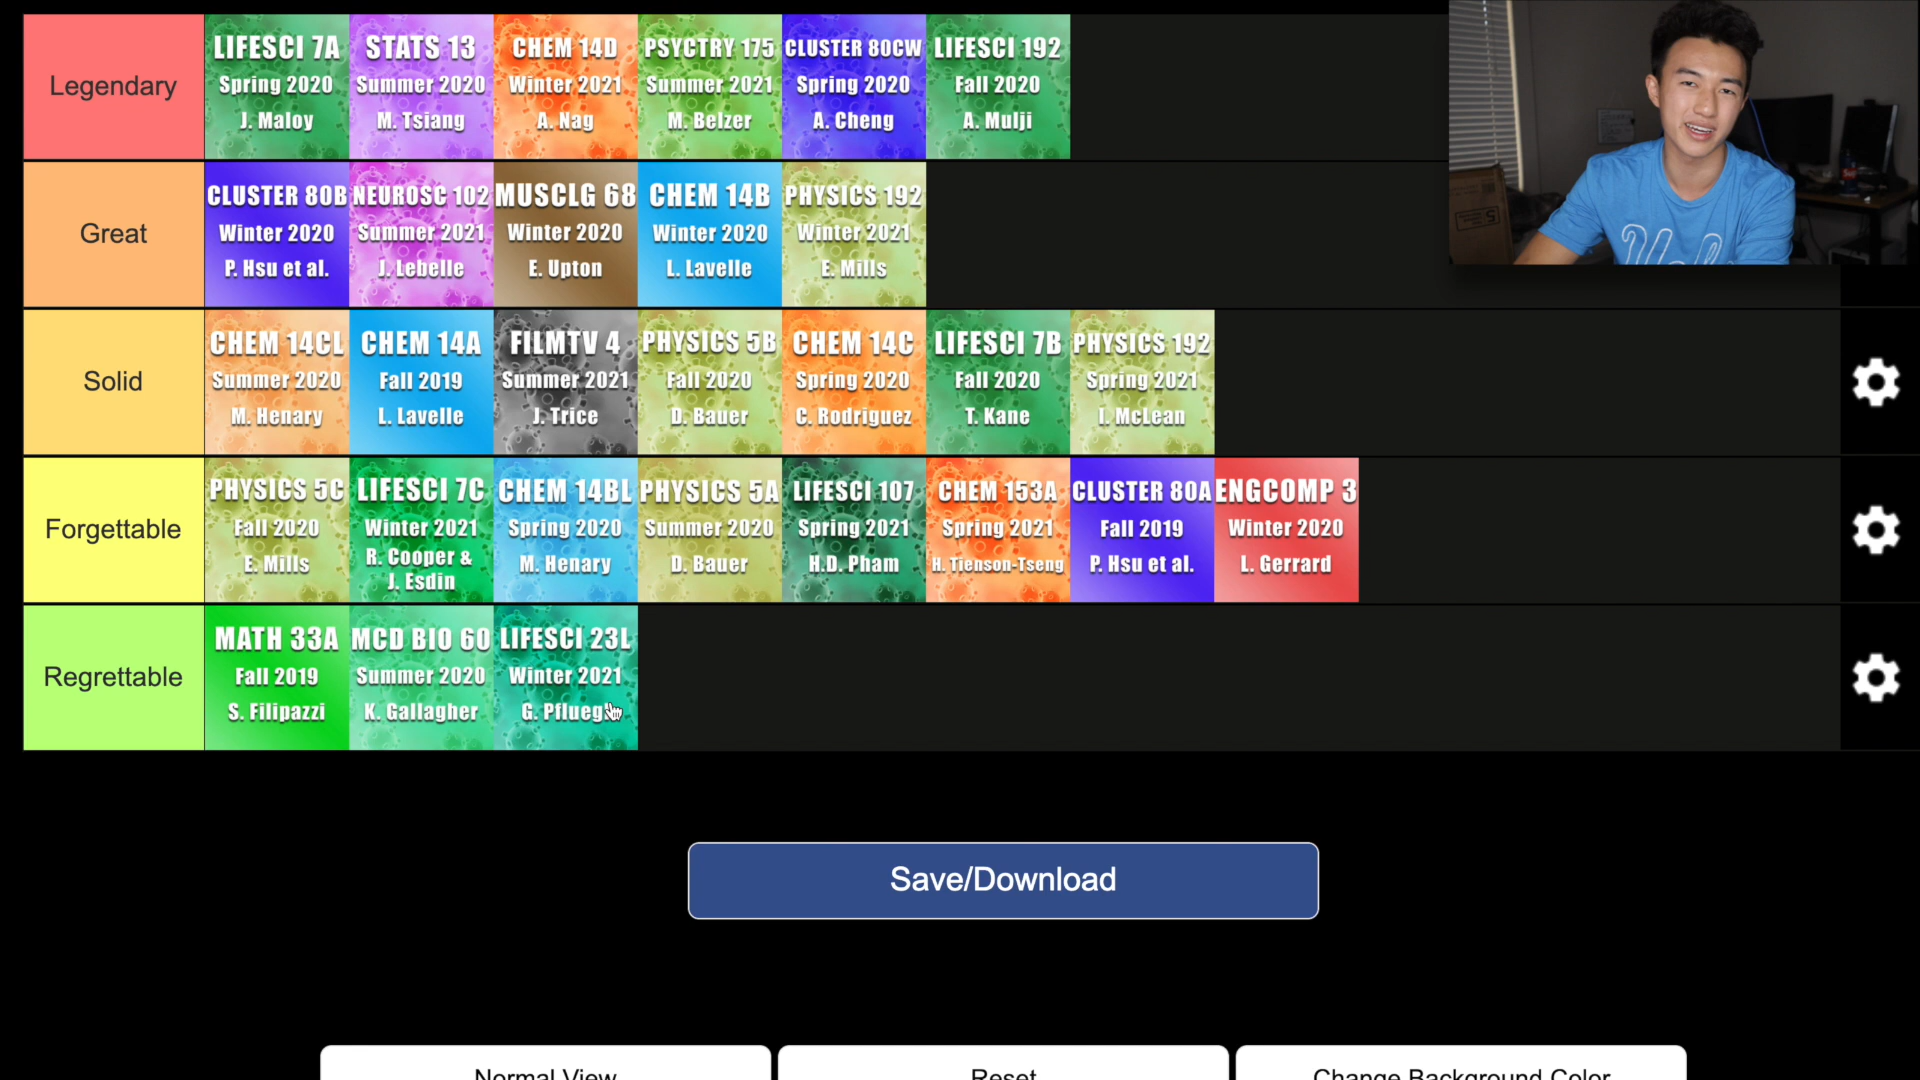 Legendary
LIFESCI 7A
Spring 2020
J. Maloy
STATS 13
Summer 2020
M. Tsiang
CHEM 14D
Winter 2021
A. Nag
PSYCTRY 175
Summer 2021
M. Belzer
CLUSTER 80CW
Spring 2020
A. Cheng
LIFESCI 192
Fall 2020
A. Mulji
Great
CLUSTER 80B
Winter 2020
P. Hsu et al.
NEUROSC 102
Summer 2021
J. Lebelle
MUSCLG 68
Winter 2020
E. Upton
CHEM 14B
Winter 2020
L. Lavelle
PHYSICS 192
Winter 2021
E. Mills
Solid
CHEM 14CL
Summer 2020
M. Henary
CHEM 14A
Fall 2019
L. Lavelle
FILMTV 4
Summer 2021
J. Trice
PHYSICS 5B
Fall 2020
D. Bauer
CHEM 14C
Spring 2020
C. Rodriguez
LIFESCI 7B
Fall 2020
T. Kane
PHYSICS 192
Spring 2021
I. McLean
Forgettable
PHYSICS 5C
Fall 2020
E. Mills
LIFESCI 7C
Winter 2021
R. Cooper &
J. Esdin
CHEM 14BL
Spring 2020
M. Henary
PHYSICS 5A
Summer 2020
D. Bauer
LIFESCI 107
Spring 2021
H.D. Pham
CHEM 153A
Spring 2021
H. Tienson-Tseng
CLUSTER 80A
Fall 2019
P. Hsu et al.
ENGCOMP 3
Winter 2020
L. Gerrard
Regrettable
MATH 33A
Fall 2019
S. Filipazzi
MCD BIO 60
Summer 2020
K. Gallagher
LIFESCI 23L
Winter 2021
G.
Save/Download
Normal View
Reset
Change Background Color